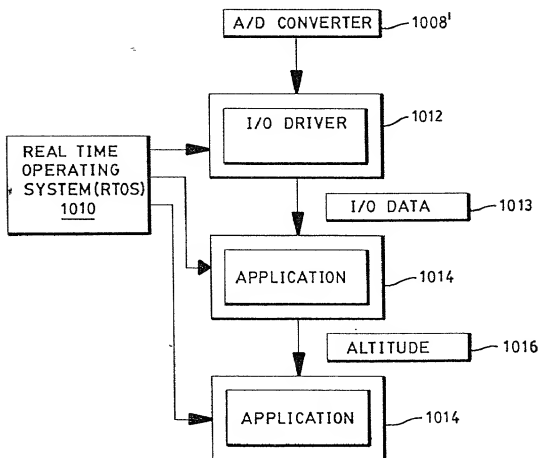 A/D CONVERTER 1008'
I/O DRIVER 1012
REAL TIME
OPERATING
SYSTEM(RTOS)
1010
I/O DATA 1013
APPLICATION 1014
ALTITUDE 1016
APPLICATION 1014